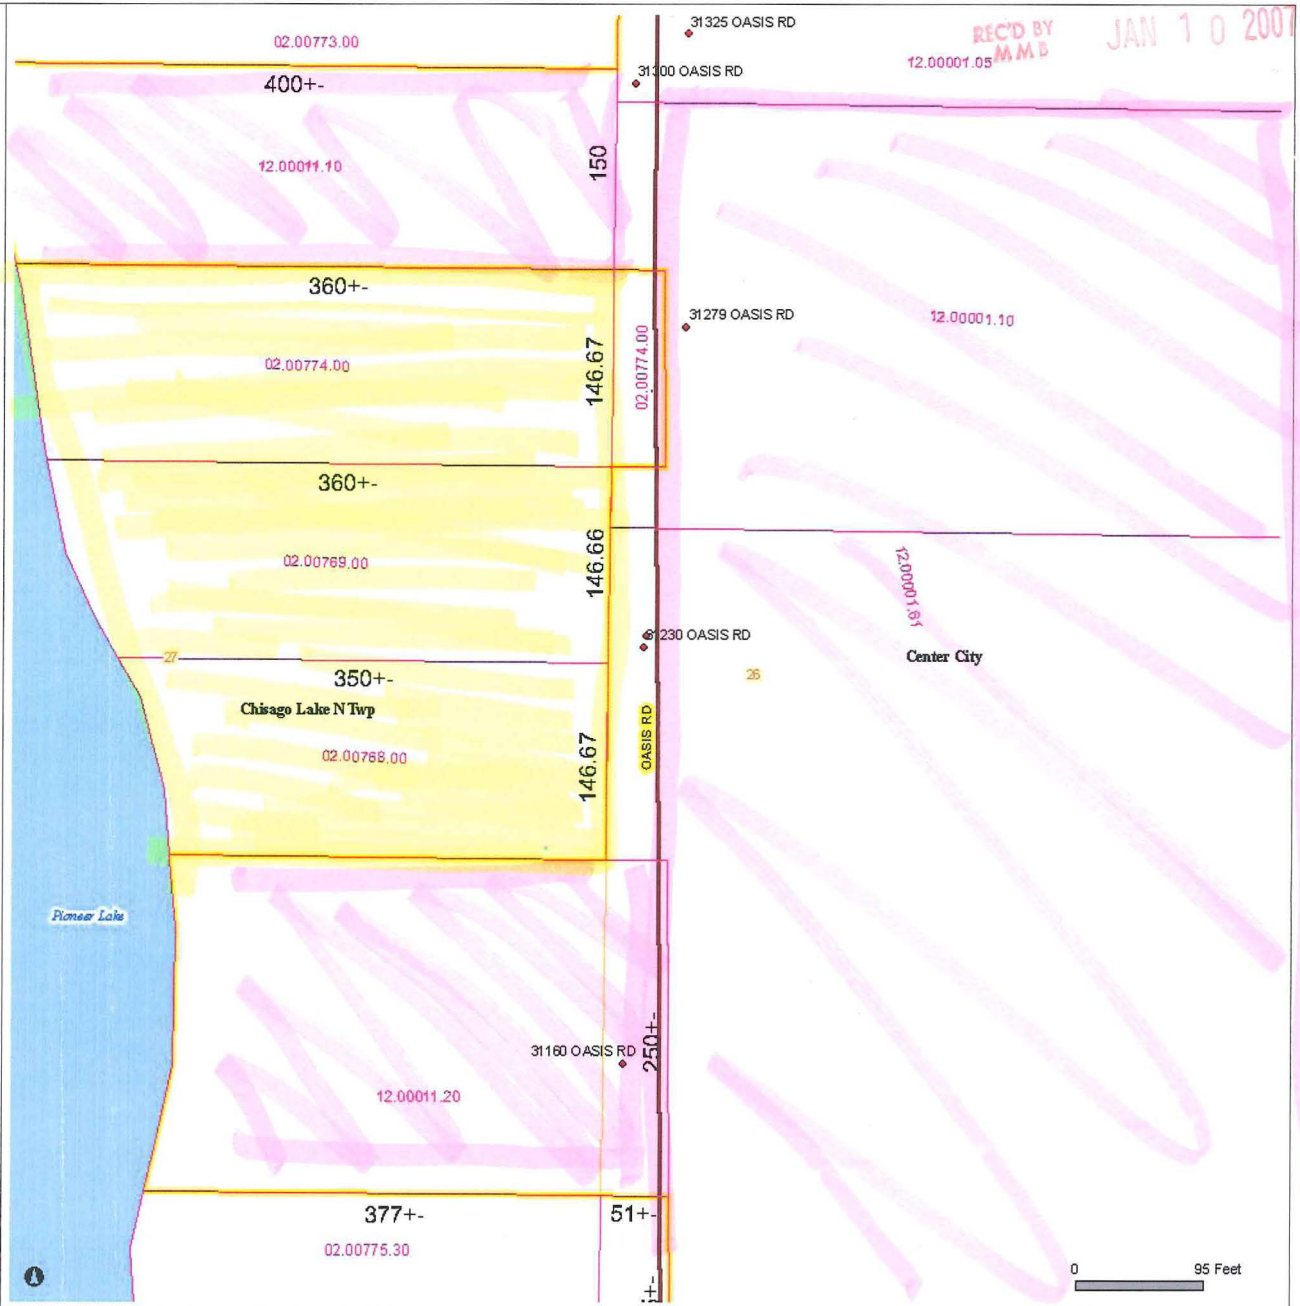 31325 OASIS RD
REC'D BY
MMB
JAN 10 2007
02.00773.00
12.00001.05
31300 OASIS RD
400+-
12.00011.10
150
360+-
31279 OASIS RD
12.00001.10
02.00774.00
146.67
02.00774.00
360+-
146.66
02.00769.00
12.00001.61
31230 OASIS RD
Center City
27
26
350+-
Chisago Lake N Twp
OASIS RD
146.67
02.00768.00
Pioneer Lake
31160 OASIS RD
250+-
12.00011.20
377+-
51+-
02.00775.30
0 95 Feet